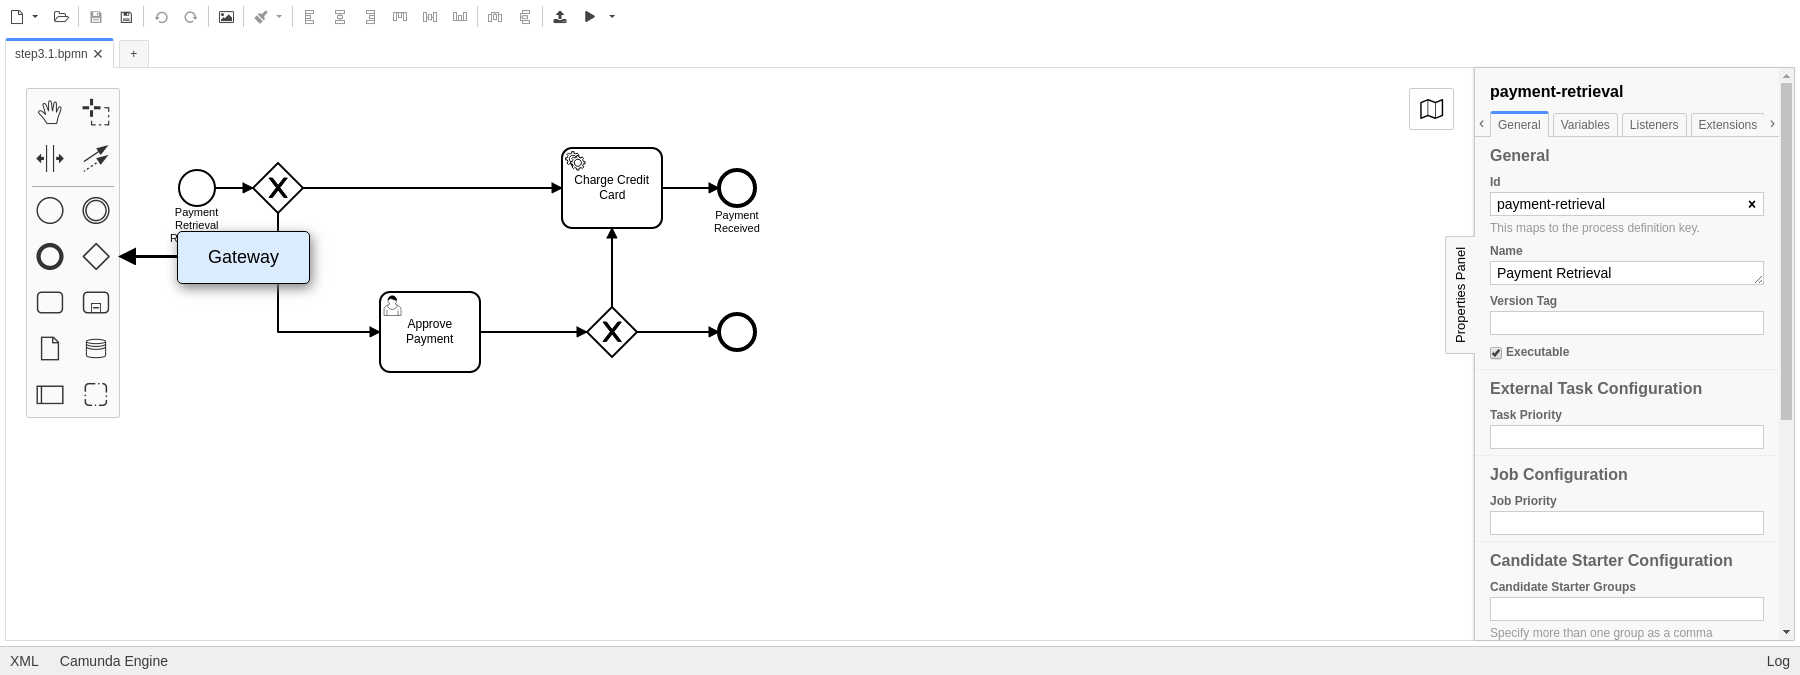 step3.1.bpmn
+
Payment
Retrieval
R
Gateway
Charge Credit
Card
Payment
Received
Approve
Payment
Properties Panel
payment-retrieval
General
Variables
Listeners
Extensions
General
Id
payment-retrieval
This maps to the process definition key.
Name
Payment Retrieval
Version Tag
Executable
External Task Configuration
Task Priority
Job Configuration
Job Priority
Candidate Starter Configuration
Candidate Starter Groups
Specify more than one group as a comma
XML
Camunda Engine
Log